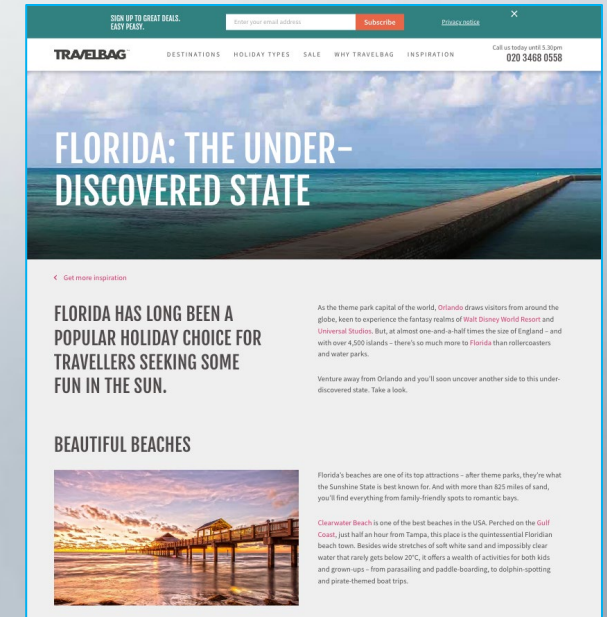 SIGN UP TO GREAT DEALS.
EASY PEASY.
Enter your email address
Subscribe
Privacy notice
×
TRAVELBAG
DESTINATIONS HOLIDAY TYPES SALE WHY TRAVELBAG INSPIRATION
Call us today until 5.30pm
020 3468 0558
FLORIDA: THE UNDER-
DISCOVERED STATE
Get more inspiration
FLORIDA HAS LONG BEEN A
POPULAR HOLIDAY CHOICE FOR
TRAVELLERS SEEKING SOME
FUN IN THE SUN.
As the theme park capital of the world, Orlando draws visitors from around the
globe, keen to experience the fantasy realms of Walt Disney World Resort and
Universal Studios. But, at almost one-and-a-half times the size of England – and
with over 4,500 islands – there's so much more to Florida than rollercoasters
and water parks.
Venture away from Orlando and you'll soon uncover another side to this under-
discovered state. Take a look.
BEAUTIFUL BEACHES
Florida's beaches are one of its top attractions – after theme parks, they're what
the Sunshine State is best known for. And with more than 825 miles of sand,
you'll find everything from family-friendly spots to romantic bays.
Clearwater Beach is one of the best beaches in the USA. Perched on the Gulf
Coast, just half an hour from Tampa, this place is the quintessential Floridian
beach town. Besides wide stretches of soft white sand and impossibly clear
water that rarely gets below 20°C, it offers a wealth of activities for both kids
and grown-ups – from parasailing and paddle-boarding, to dolphin-spotting
and pirate-themed boat trips.